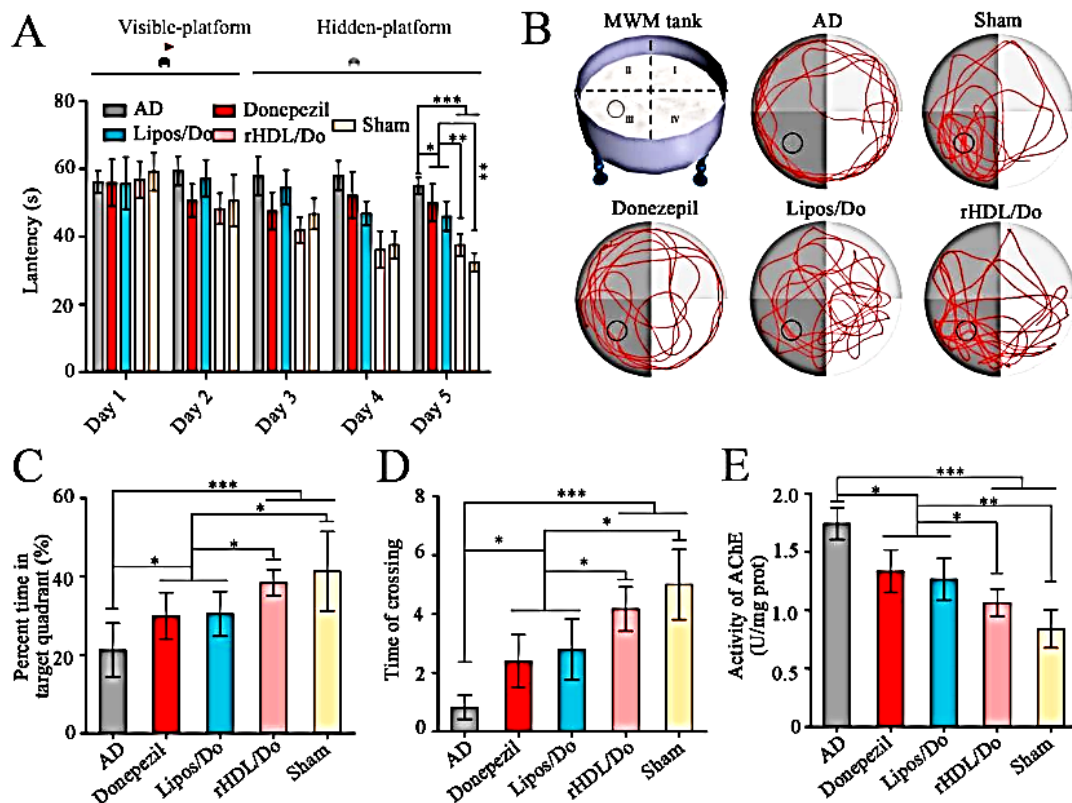 A
Visible-platform
Hidden-platform
Lantency (s)
80
60
40
20
0
AD
Donepezil
Lipos/Do
rHDL/Do
Sham
***
**
*
**
Day 1
Day 2
Day 3
Day 4
Day 5
B
MWM tank
AD
Sham
II
I
III
IV
Donezepil
Lipos/Do
rHDL/Do
C
Percent time in
target quadrant (%)
60
40
20
0
***
*
*
*
AD
Donepezil
Lipos/Do
rHDL/Do
Sham
D
Time of crossing
8
6
4
2
0
***
*
*
*
AD
Donepezil
Lipos/Do
rHDL/Do
Sham
E
Activity of AChE
(U/mg prot)
2.0
1.5
1.0
0.5
0
***
*
**
*
AD
Donepezil
Lipos/Do
rHDL/Do
Sham